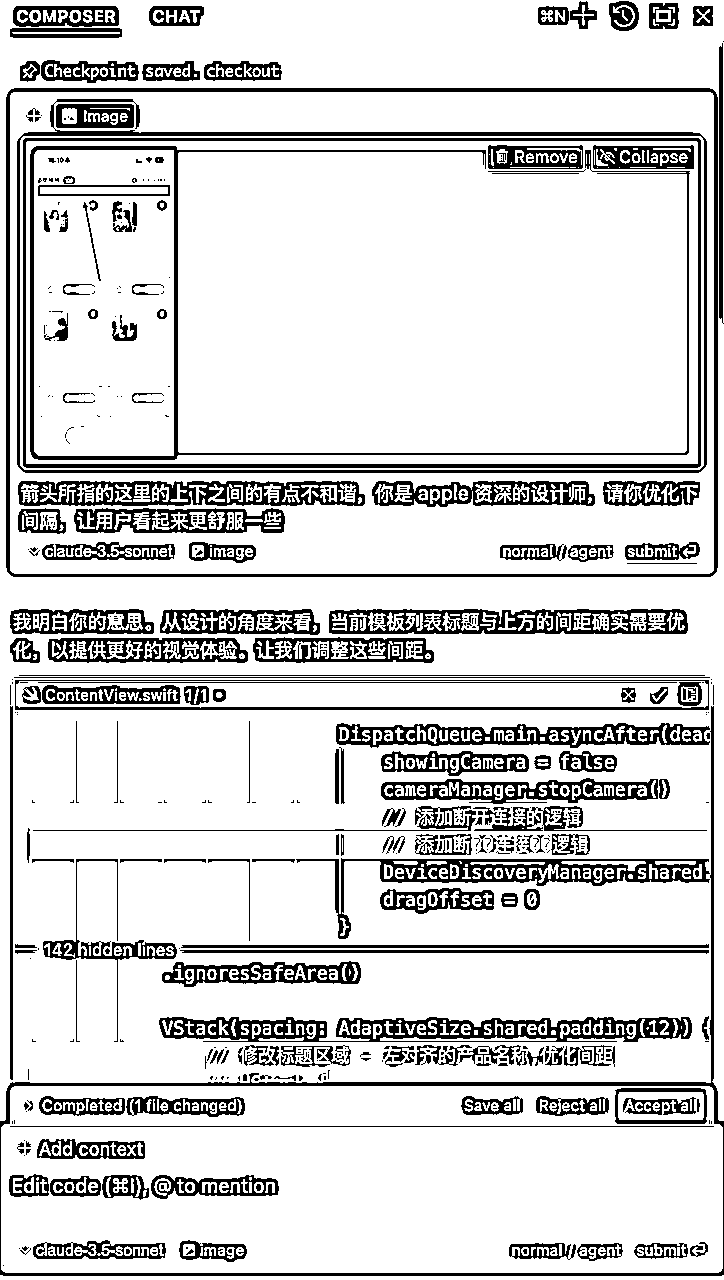 COMPOSER CHAT ⌘N
Checkpoint saved. checkout
Image
Remove Collapse
箭头所指的这里的上下之间的有点不和谐，你是 apple 资深的设计师，请你优化下
间隔，让用户看起来更舒服一些
claude-3.5-sonnet image normal // agent submit
我明白你的意思。从设计的角度来看，当前模板列表标题与上方的间距确实需要优
化，以提供更好的视觉体验。让我们调整这些间距。
ContentView.swift 1/1
DispatchQueue.main.asyncAfter(dead
showingCamera = false
cameraManager.stopCamera()
// 添加断开连接的逻辑
// 添加断��连接��逻辑
DeviceDiscoveryManager.shared.
dragOffset = 0
}
142 hidden lines
.ignoresSafeArea()
VStack(spacing: AdaptiveSize.shared.padding(12)) {
// 修改标题区域 - 左对齐的产品名称,优化间距
Completed (1 file changed) Save all Reject all Accept all
Add context
Edit code (⌘I), @ to mention
claude-3.5-sonnet image normal // agent submit